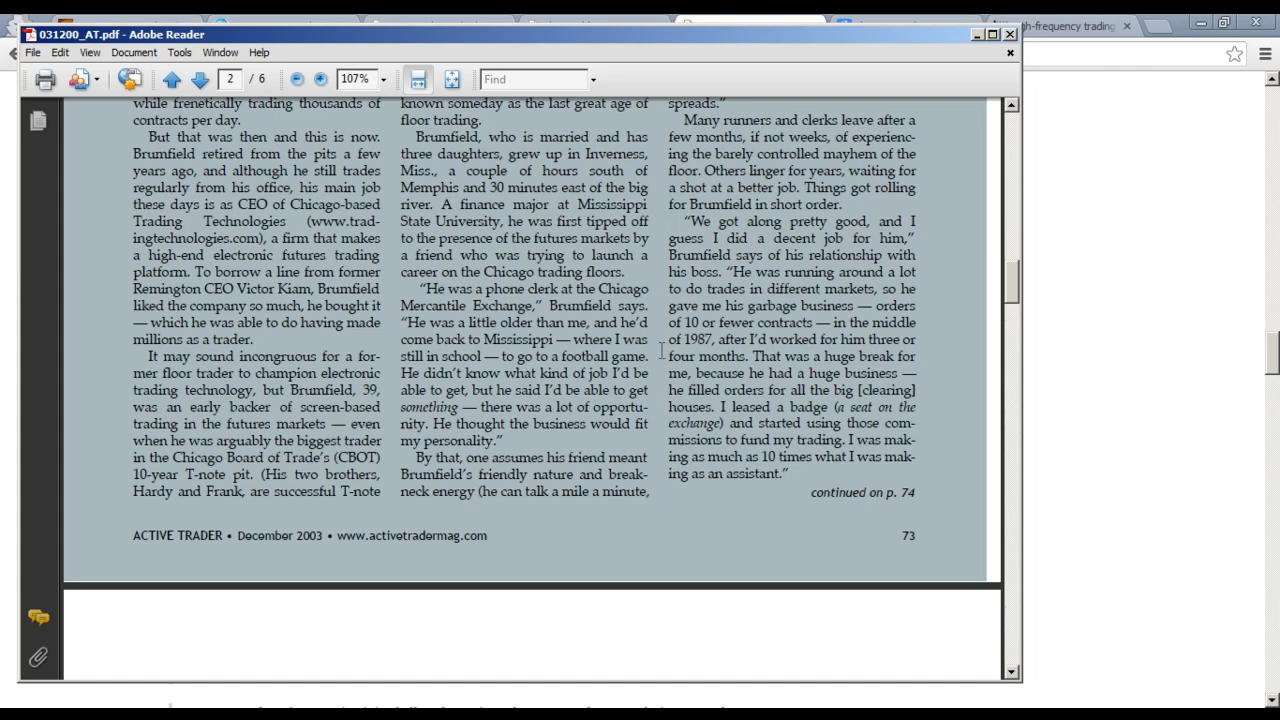 gh-frequency trading
031200_AT.pdf - Adobe Reader
File Edit View Document Tools Window Help
2 / 6 107% Find
while frenetically trading thousands of
contracts per day.
But that was then and this is now.
Brumfield retired from the pits a few
years ago, and although he still trades
regularly from his office, his main job
these days is as CEO of Chicago-based
Trading Technologies (www.trad-
ingtechnologies.com), a firm that makes
a high-end electronic futures trading
platform. To borrow a line from former
Remington CEO Victor Kiam, Brumfield
liked the company so much, he bought it
— which he was able to do having made
millions as a trader.
It may sound incongruous for a for-
mer floor trader to champion electronic
trading technology, but Brumfield, 39,
was an early backer of screen-based
trading in the futures markets — even
when he was arguably the biggest trader
in the Chicago Board of Trade's (CBOT)
10-year T-note pit. (His two brothers,
Hardy and Frank, are successful T-note
known someday as the last great age of
floor trading.
Brumfield, who is married and has
three daughters, grew up in Inverness,
Miss., a couple of hours south of
Memphis and 30 minutes east of the big
river. A finance major at Mississippi
State University, he was first tipped off
to the presence of the futures markets by
a friend who was trying to launch a
career on the Chicago trading floors.
“He was a phone clerk at the Chicago
Mercantile Exchange,” Brumfield says.
“He was a little older than me, and he’d
come back to Mississippi — where I was
still in school — to go to a football game.
He didn’t know what kind of job I’d be
able to get, but he said I’d be able to get
something — there was a lot of opportu-
nity. He thought the business would fit
my personality.”
By that, one assumes his friend meant
Brumfield’s friendly nature and break-
neck energy (he can talk a mile a minute,
spreads.”
Many runners and clerks leave after a
few months, if not weeks, of experienc-
ing the barely controlled mayhem of the
floor. Others linger for years, waiting for
a shot at a better job. Things got rolling
for Brumfield in short order.
“We got along pretty good, and I
guess I did a decent job for him,”
Brumfield says of his relationship with
his boss. “He was running around a lot
to do trades in different markets, so he
gave me his garbage business — orders
of 10 or fewer contracts — in the middle
of 1987, after I’d worked for him three or
four months. That was a huge break for
me, because he had a huge business —
he filled orders for all the big [clearing]
houses. I leased a badge (a seat on the
exchange) and started using those com-
missions to fund my trading. I was mak-
ing as much as 10 times what I was mak-
ing as an assistant.”
continued on p. 74
ACTIVE TRADER • December 2003 • www.activetradermag.com 73